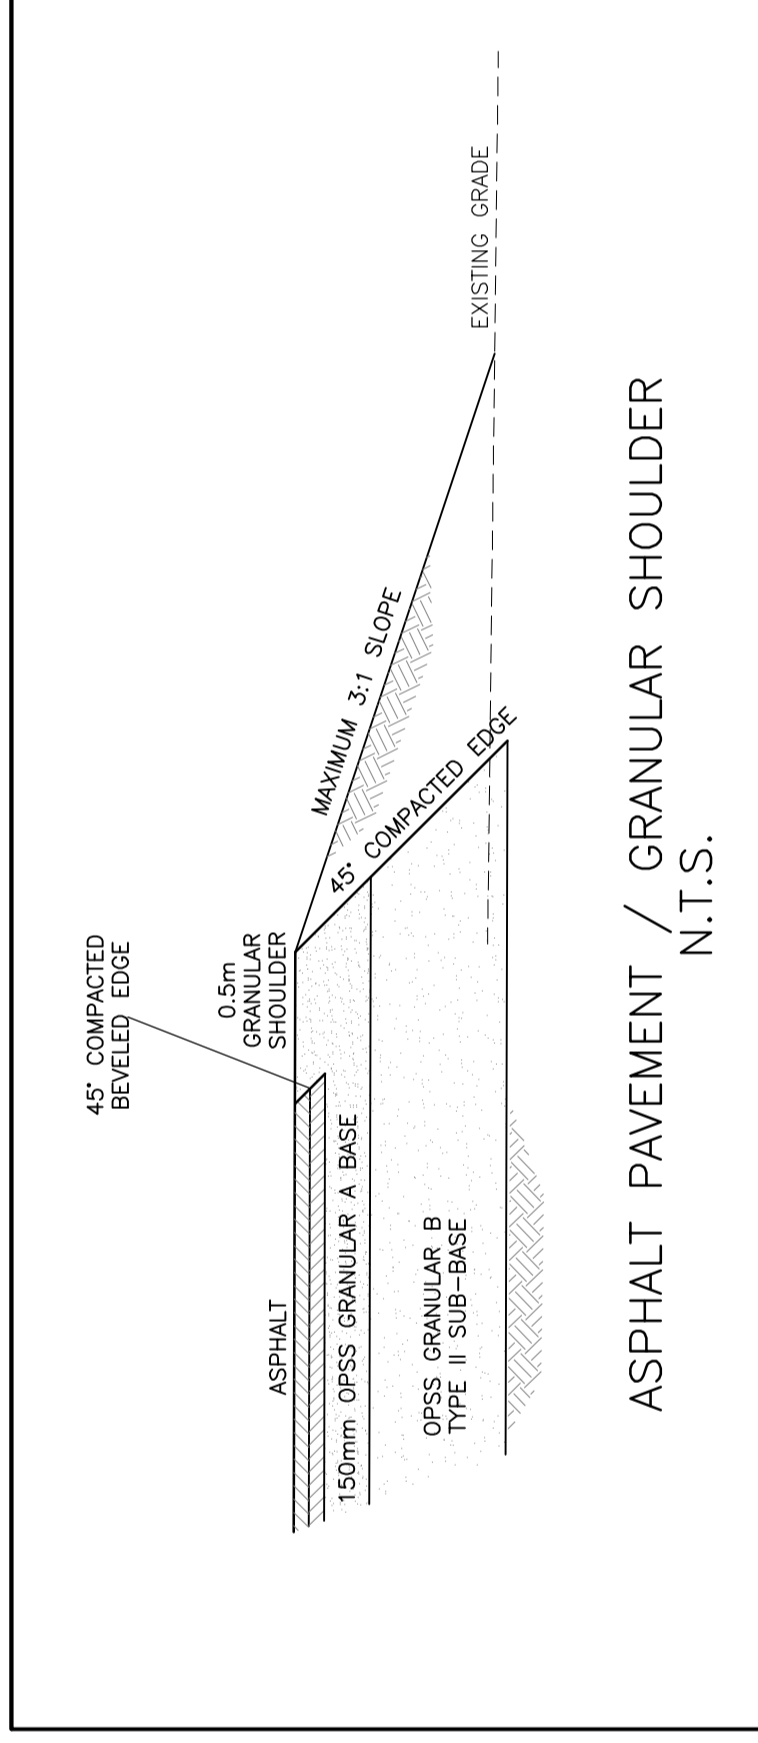 45° COMPACTED
BEVELED EDGE
0.5m
GRANULAR
SHOULDER
ASPHALT
MAXIMUM 3:1 SLOPE
45° COMPACTED EDGE
150mm OPSS GRANULAR A BASE
OPSS GRANULAR B
TYPE II SUB-BASE
EXISTING GRADE
ASPHALT PAVEMENT / GRANULAR SHOULDER
N.T.S.